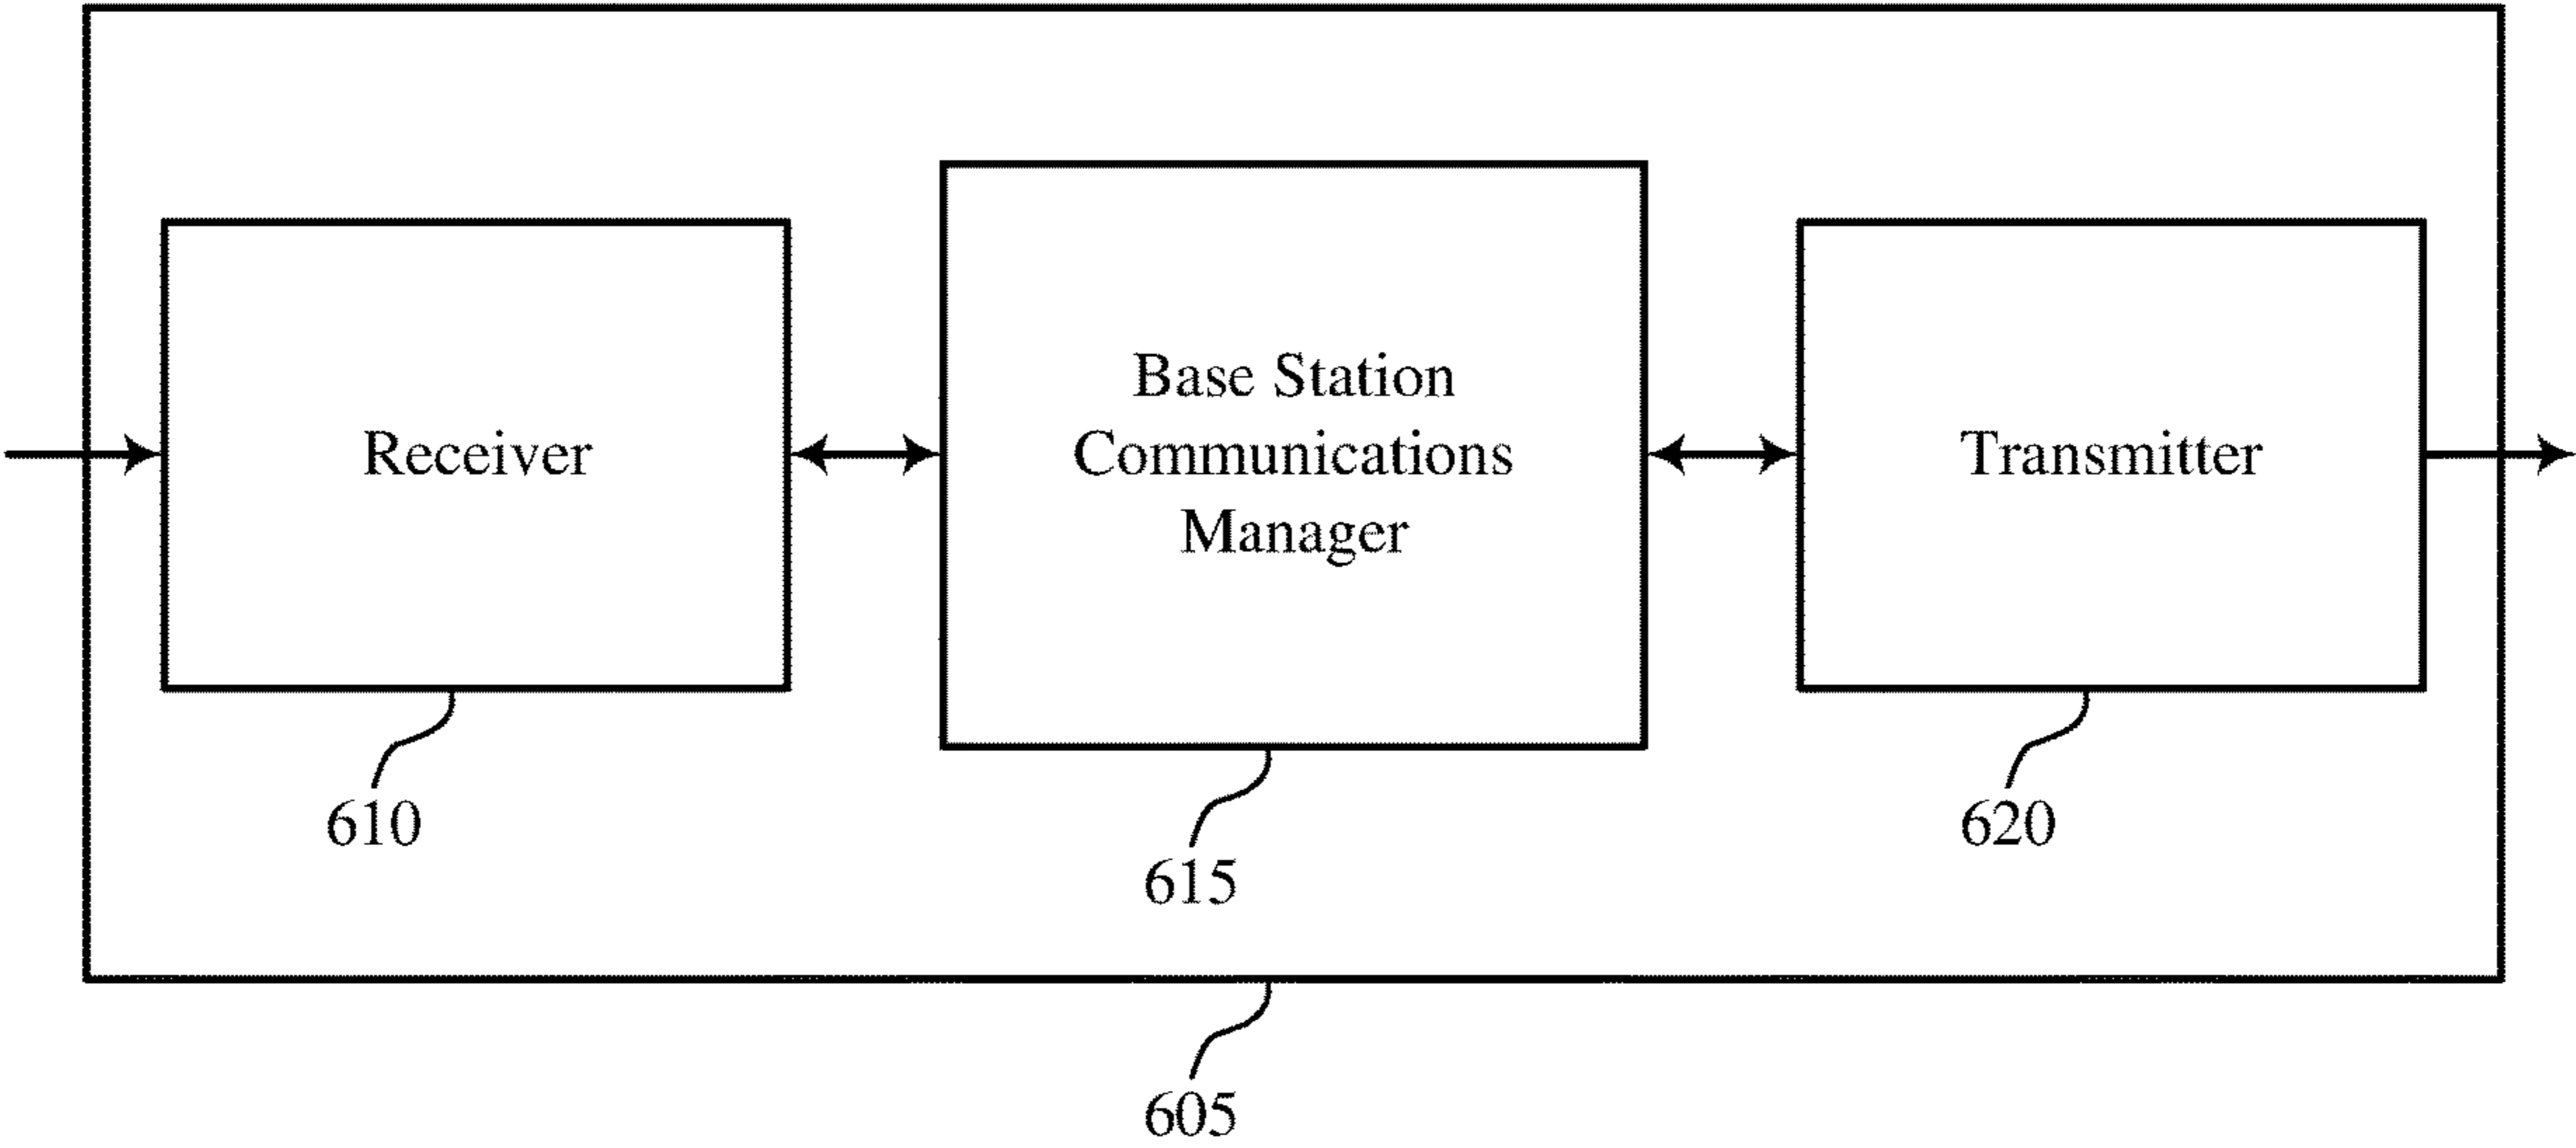 Receiver
Base Station
Communications
Manager
Transmitter
610
615
620
605